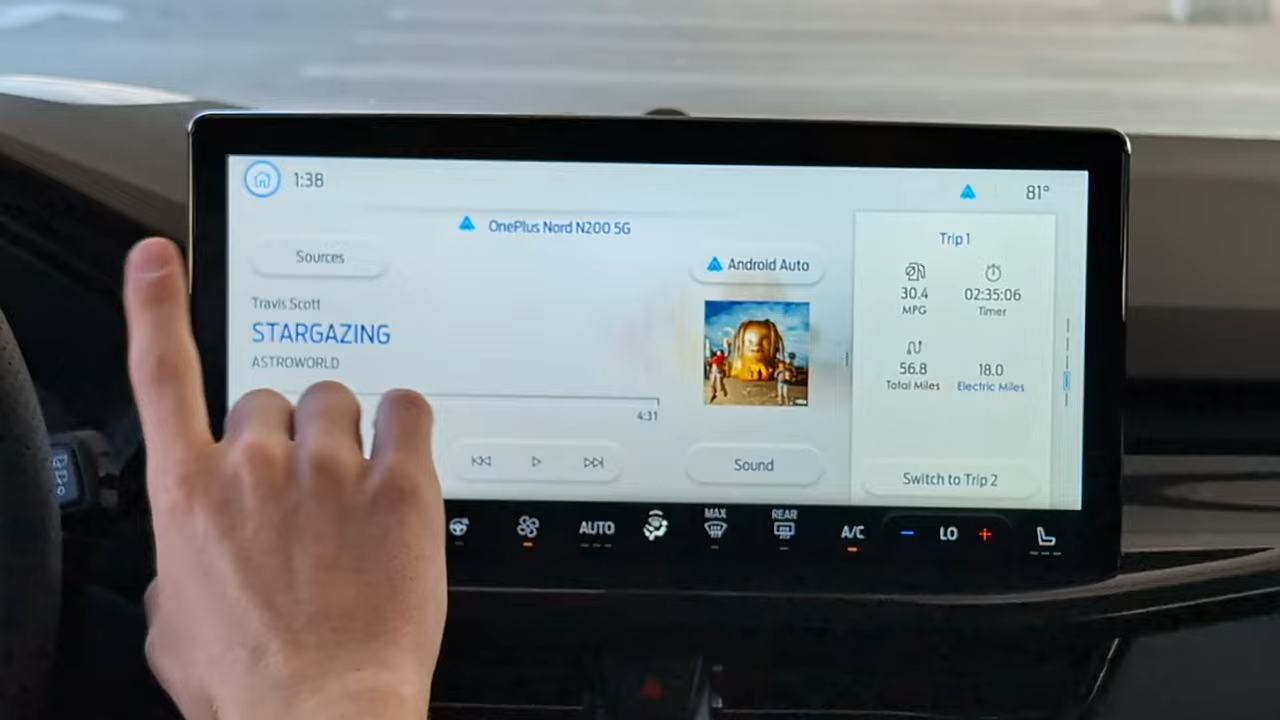 1:38
81°
OnePlus Nord N200 5G
Sources
Android Auto
Travis Scott
STARGAZING
ASTROWORLD
4:31
Sound
Trip 1
30.4
MPG
02:35:06
Timer
56.8
Total Miles
18.0
Electric Miles
Switch to Trip 2
AUTO
MAX
REAR
A/C
LO